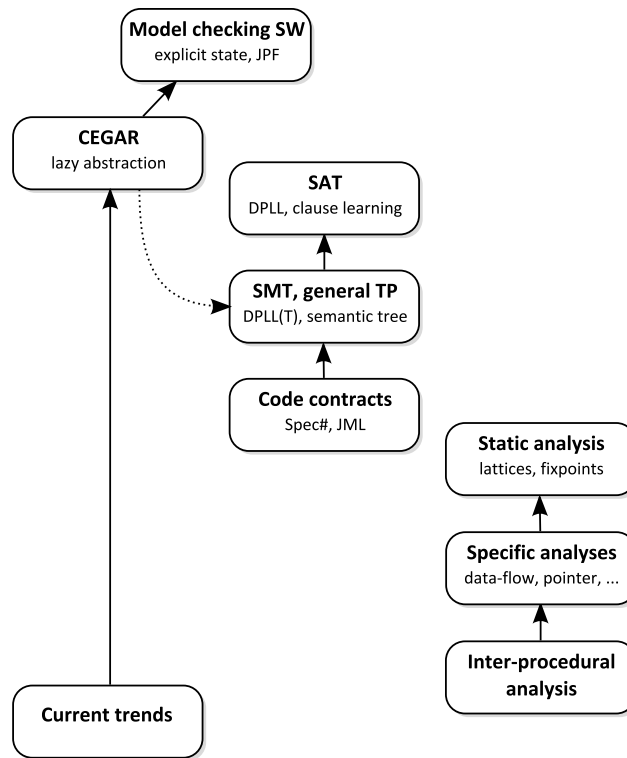 Model checking SW
explicit state, JPF
CEGAR
lazy abstraction
SAT
DPLL, clause learning
SMT, general TP
DPLL(T), semantic tree
Code contracts
Spec#, JML
Static analysis
lattices, fixpoints
Specific analyses
data-flow, pointer, ...
Inter-procedural
analysis
Current trends